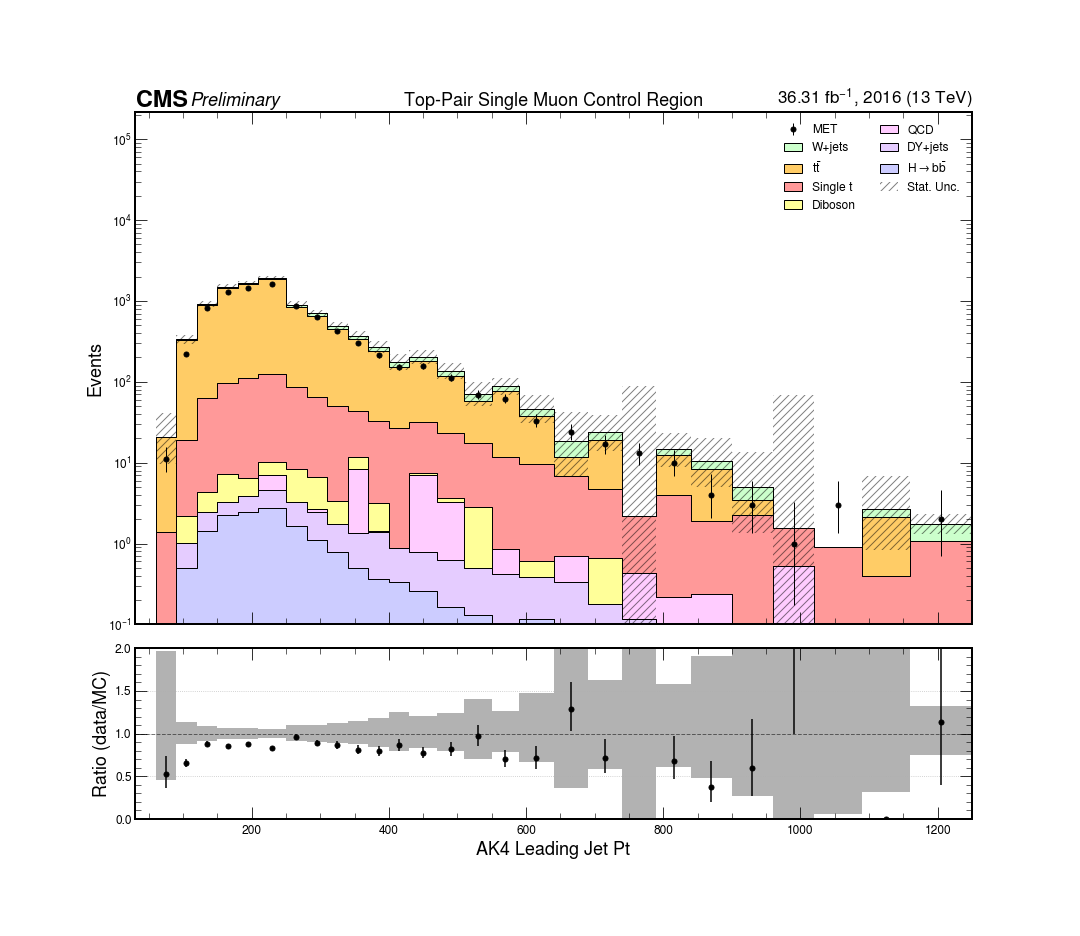 CMS Preliminary Top-Pair Single Muon Control Region 36.31 fb⁻¹, 2016 (13 TeV)
MET
W+jets
tt̄
Single t
Diboson
QCD
DY+jets
H→bb̄
Stat. Unc.
10⁵
10⁴
10³
10²
10¹
10⁰
10⁻¹
Events
2.0
1.5
1.0
0.5
0.0
Ratio (data/MC)
200 400 600 800 1000 1200
AK4 Leading Jet Pt